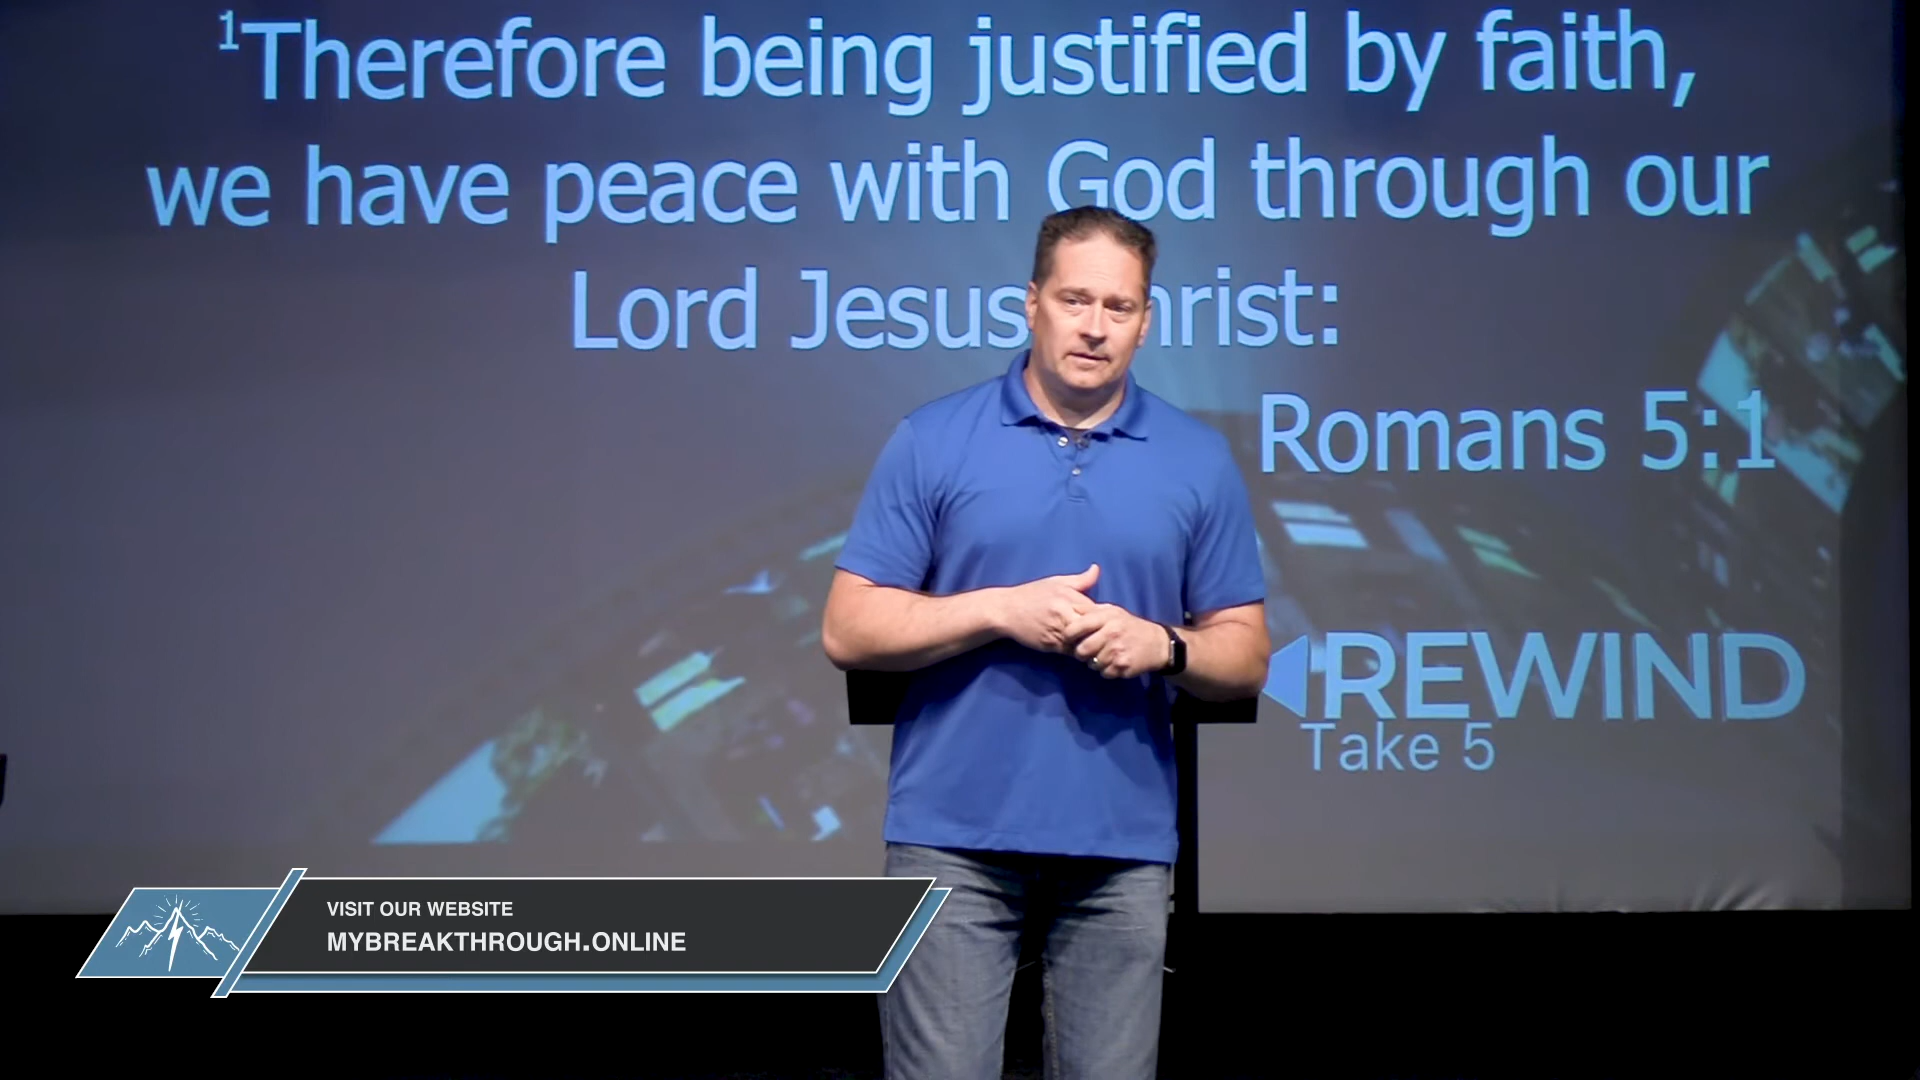 1Therefore being justified by faith,
we have peace with God through our
Lord Jesus hrist:
Romans 5:1
REWIND
Take 5
VISIT OUR WEBSITE
MYBREAKTHROUGH.ONLINE